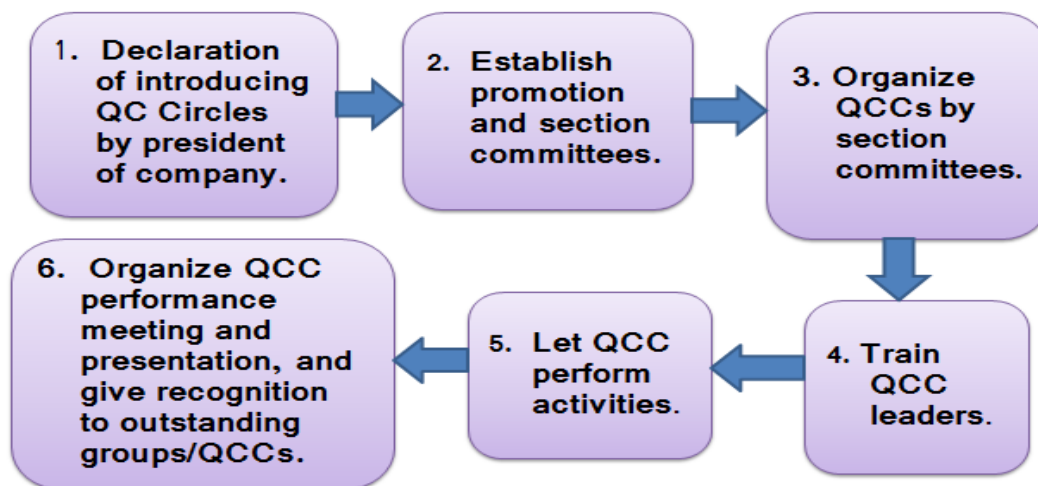 1. Declaration
of introducing
QC Circles
by president
of company.
2. Establish
promotion
and section
committees.
3. Organize
QCCs by
section
committees.
4. Train
QCC
leaders.
5. Let QCC
perform
activities.
6. Organize QCC
performance
meeting and
presentation, and
give recognition
to outstanding
groups/QCCs.